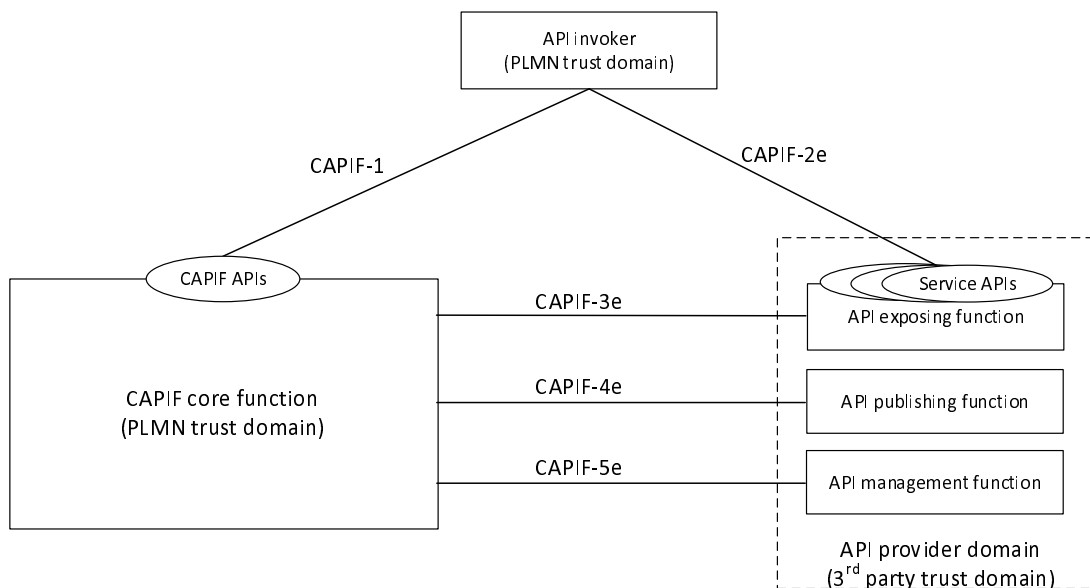 API invoker
(PLMN trust domain)
CAPIF-1
CAPIF-2e
CAPIF APIs
Service APIs
API exposing function
CAPIF-3e
CAPIF core function
(PLMN trust domain)
CAPIF-4e
API publishing function
CAPIF-5e
API management function
API provider domain
(3rd party trust domain)